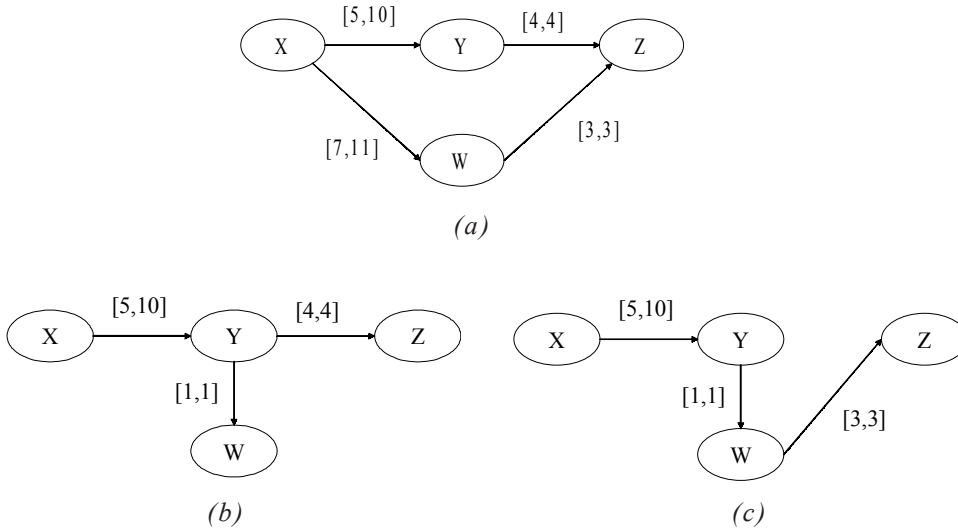 [5,10] [4,4]
X Y Z
[7,11] [3,3]
W
(a)
[5,10] [4,4]
X Y Z
[1,1]
W
(b)
[5,10]
X Y Z
[1,1] [3,3]
W
(c)